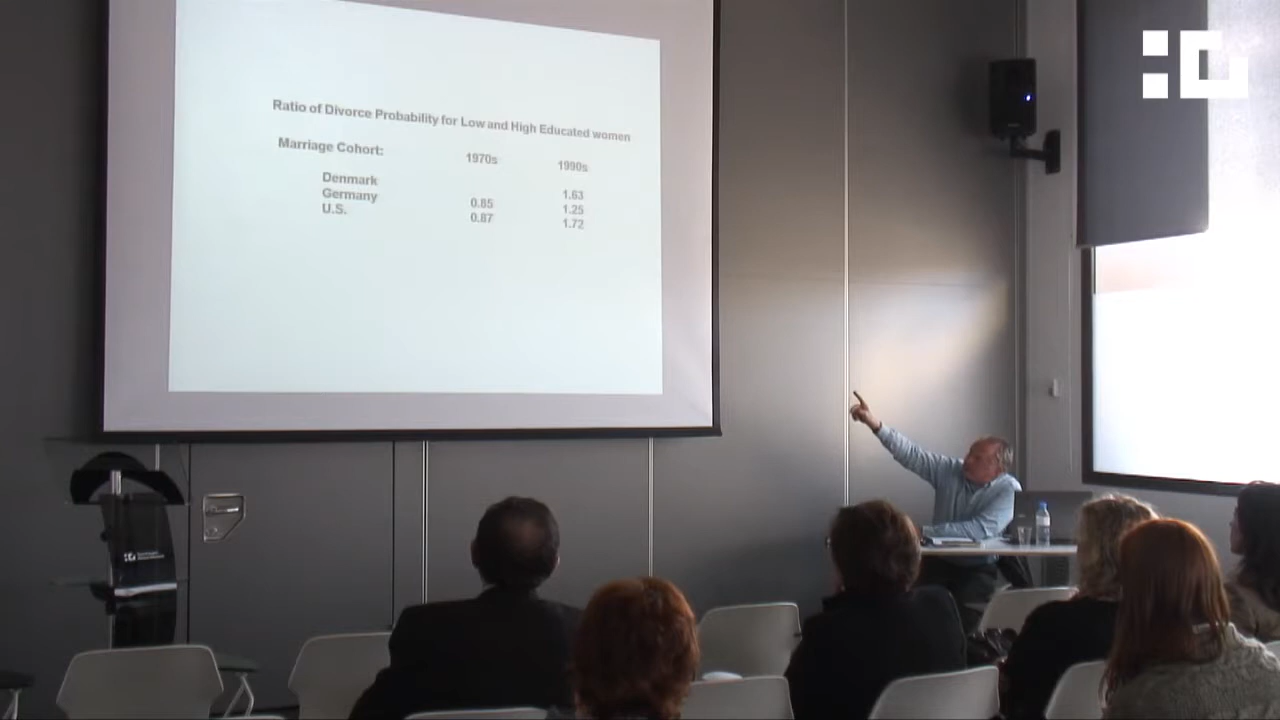 Ratio of Divorce Probability for Low and High Educated women
Marriage Cohort: 1970s 1990s
Denmark 1.63
Germany 0.85 1.25
U.S. 0.87 1.72